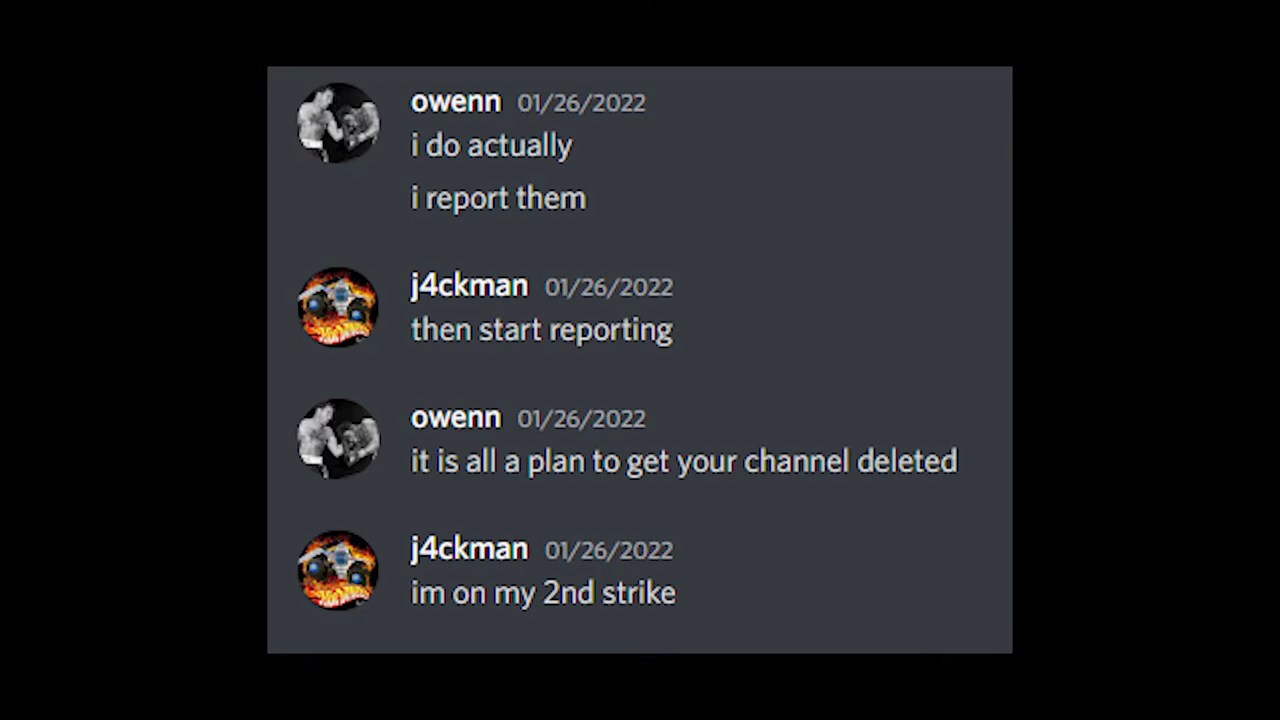 owenn 01/26/2022
i do actually
i report them
j4ckman 01/26/2022
then start reporting
owenn 01/26/2022
it is all a plan to get your channel deleted
j4ckman 01/26/2022
im on my 2nd strike